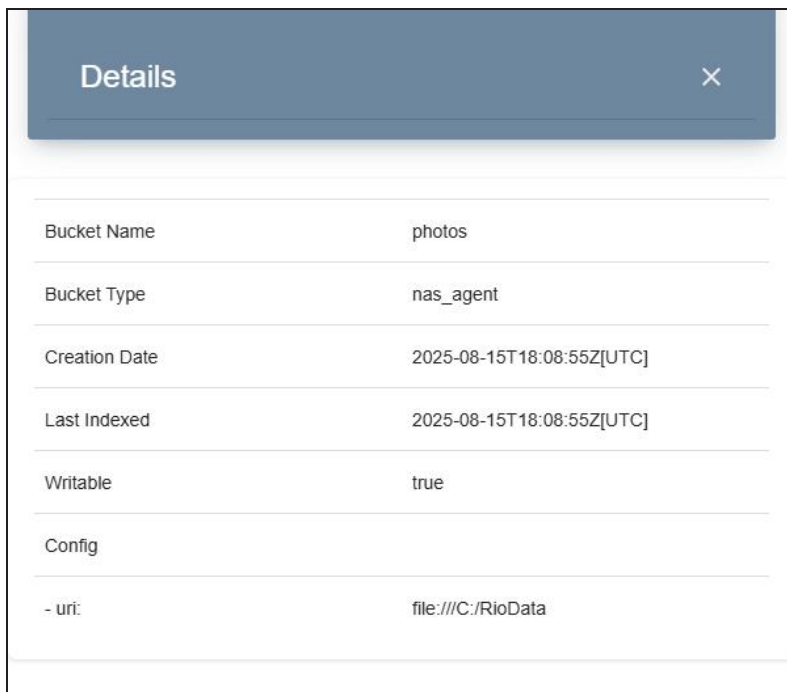 Details ×
Bucket Name photos
Bucket Type nas_agent
Creation Date 2025-08-15T18:08:55Z[UTC]
Last Indexed 2025-08-15T18:08:55Z[UTC]
Writable true
Config
- uri: file:///C:/RioData